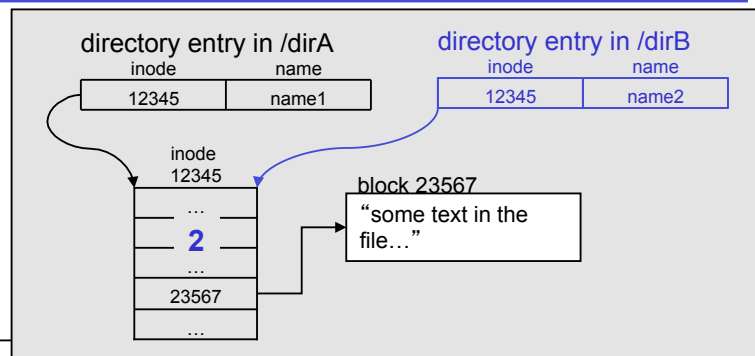 directory entry in /dirA
inode name
12345 name1
directory entry in /dirB
inode name
12345 name2
inode
12345
…
2
…
23567
…
block 23567
“some text in the
file…”